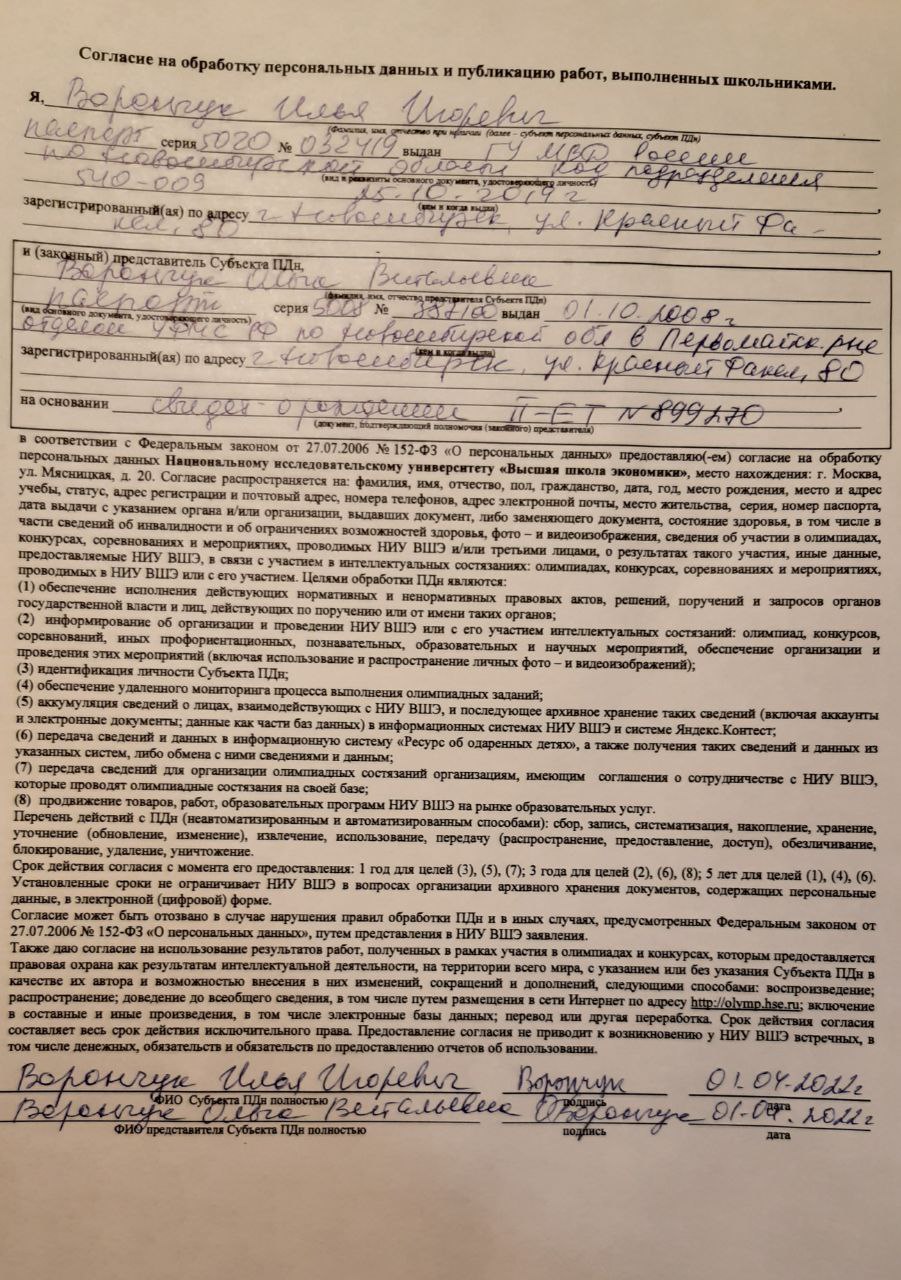 Согласие на обработку персональных данных и публикацию работ, выполненных школьниками.
Я, Ворончук Илья Игоревич
(Фамилия, имя, отчество при наличии (далее – субъект персональных данных, субъект ПДн)
паспорт серия 5020 № 032419 выдан ГУ МВД России
по Новосибирской области код подразделения
(вид и реквизиты основного документа, удостоверяющего личность)
540-009 25.10.2019 г
(кем и когда выдан)
зарегистрированный(ая) по адресу г Новосибирск, ул. Красный Фа-
кел, 80
и (законный) представитель Субъекта ПДн,
Ворончук Ольга Витальевна
(фамилия, имя, отчество представителя Субъекта ПДн)
паспорт серия № выдан 01.10.2008 г
(вид основного документа, удостоверяющего личность)
отделом УФМС РФ по Новосибирской обл в Первомайск. р-не
(кем и когда выдан)
зарегистрированный(ая) по адресу г Новосибирск, ул. Красный Факел, 80
на основании свидет-о рождении II-ЕТ N
(документ, подтверждающий полномочия (законного) представителя)
в соответствии с Федеральным законом от 27.07.2006 № 152-ФЗ «О персональных данных» предоставляю(-ем) согласие на обработку
персональных данных Национальному исследовательскому университету «Высшая школа экономики», место нахождения: г. Москва,
ул. Мясницкая, д. 20. Согласие распространяется на: фамилия, имя, отчество, пол, гражданство, дата, год, место рождения, место и адрес
учебы, статус, адрес регистрации и почтовый адрес, номера телефонов, адрес электронной почты, место жительства, серия, номер паспорта,
дата выдачи с указанием органа и/или организации, выдавших документ, либо заменяющего документа, состояние здоровья, в том числе в
части сведений об инвалидности и об ограничениях возможностей здоровья, фото – и видеоизображения, сведения об участии в олимпиадах,
конкурсах, соревнованиях и мероприятиях, проводимых НИУ ВШЭ и/или третьими лицами, о результатах такого участия, иные данные,
предоставляемые НИУ ВШЭ, в связи с участием в интеллектуальных состязаниях: олимпиадах, конкурсах, соревнованиях и мероприятиях,
проводимых в НИУ ВШЭ или с его участием. Целями обработки ПДн являются:
(1) обеспечение исполнения действующих нормативных и ненормативных правовых актов, решений, поручений и запросов органов
государственной власти и лиц, действующих по поручению или от имени таких органов;
(2) информирование об организации и проведении НИУ ВШЭ или с его участием интеллектуальных состязаний: олимпиад, конкурсов,
соревнований, иных профориентационных, познавательных, образовательных и научных мероприятий, обеспечение организации и
проведения этих мероприятий (включая использование и распространение личных фото – и видеоизображений);
(3) идентификация личности Субъекта ПДн;
(4) обеспечение удаленного мониторинга процесса выполнения олимпиадных заданий;
(5) аккумуляция сведений о лицах, взаимодействующих с НИУ ВШЭ, и последующее архивное хранение таких сведений (включая аккаунты
и электронные документы; данные как части баз данных) в информационных системах НИУ ВШЭ и системе Яндекс.Контест;
(6) передача сведений и данных в информационную систему «Ресурс об одаренных детях», а также получения таких сведений и данных из
указанных систем, либо обмена с ними сведениями и данным;
(7) передача сведений для организации олимпиадных состязаний организациям, имеющим соглашения о сотрудничестве с НИУ ВШЭ,
которые проводят олимпиадные состязания на своей базе;
(8) продвижение товаров, работ, образовательных программ НИУ ВШЭ на рынке образовательных услуг.
Перечень действий с ПДн (неавтоматизированным и автоматизированным способами): сбор, запись, систематизация, накопление, хранение,
уточнение (обновление, изменение), извлечение, использование, передачу (распространение, предоставление, доступ), обезличивание,
блокирование, удаление, уничтожение.
Срок действия согласия с момента его предоставления: 1 год для целей (3), (5), (7); 3 года для целей (2), (6), (8); 5 лет для целей (1), (4), (6).
Установленные сроки не ограничивает НИУ ВШЭ в вопросах организации архивного хранения документов, содержащих персональные
данные, в электронной (цифровой) форме.
Согласие может быть отозвано в случае нарушения правил обработки ПДн и в иных случаях, предусмотренных Федеральным законом от
27.07.2006 № 152-ФЗ «О персональных данных», путем представления в НИУ ВШЭ заявления.
Также даю согласие на использование результатов работ, полученных в рамках участия в олимпиадах и конкурсах, которым предоставляется
правовая охрана как результатам интеллектуальной деятельности, на территории всего мира, с указанием или без указания Субъекта ПДн в
качестве их автора и возможностью внесения в них изменений, сокращений и дополнений, следующими способами: воспроизведение;
распространение; доведение до всеобщего сведения, в том числе путем размещения в сети Интернет по адресу http://olymp.hse.ru; включение
в составные и иные произведения, в том числе электронные базы данных; перевод или другая переработка. Срок действия согласия
составляет весь срок действия исключительного права. Предоставление согласия не приводит к возникновению у НИУ ВШЭ встречных, в
том числе денежных, обязательств и обязательств по предоставлению отчетов об использовании.
Ворончук Илья Игоревич Ворончук 01.04.2022г
ФИО Субъекта ПДн полностью подпись дата
Ворончук Ольга Витальевна ОВорончук 01.04.2022г
ФИО представителя Субъекта ПДн полностью подпись дата